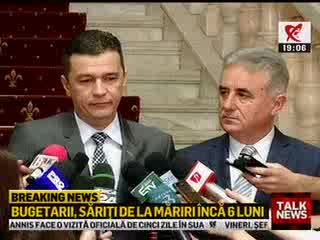 19:06
BREAKING NEWS
BUGETARII, SĂRIȚI DE LA MĂRIRI ÎNCĂ 6 LUNI
TALK
NEWS
ANNIS FACE O VIZITĂ OFICIALĂ DE CINCI ZILE ÎN SUA VINERI, ȘEF